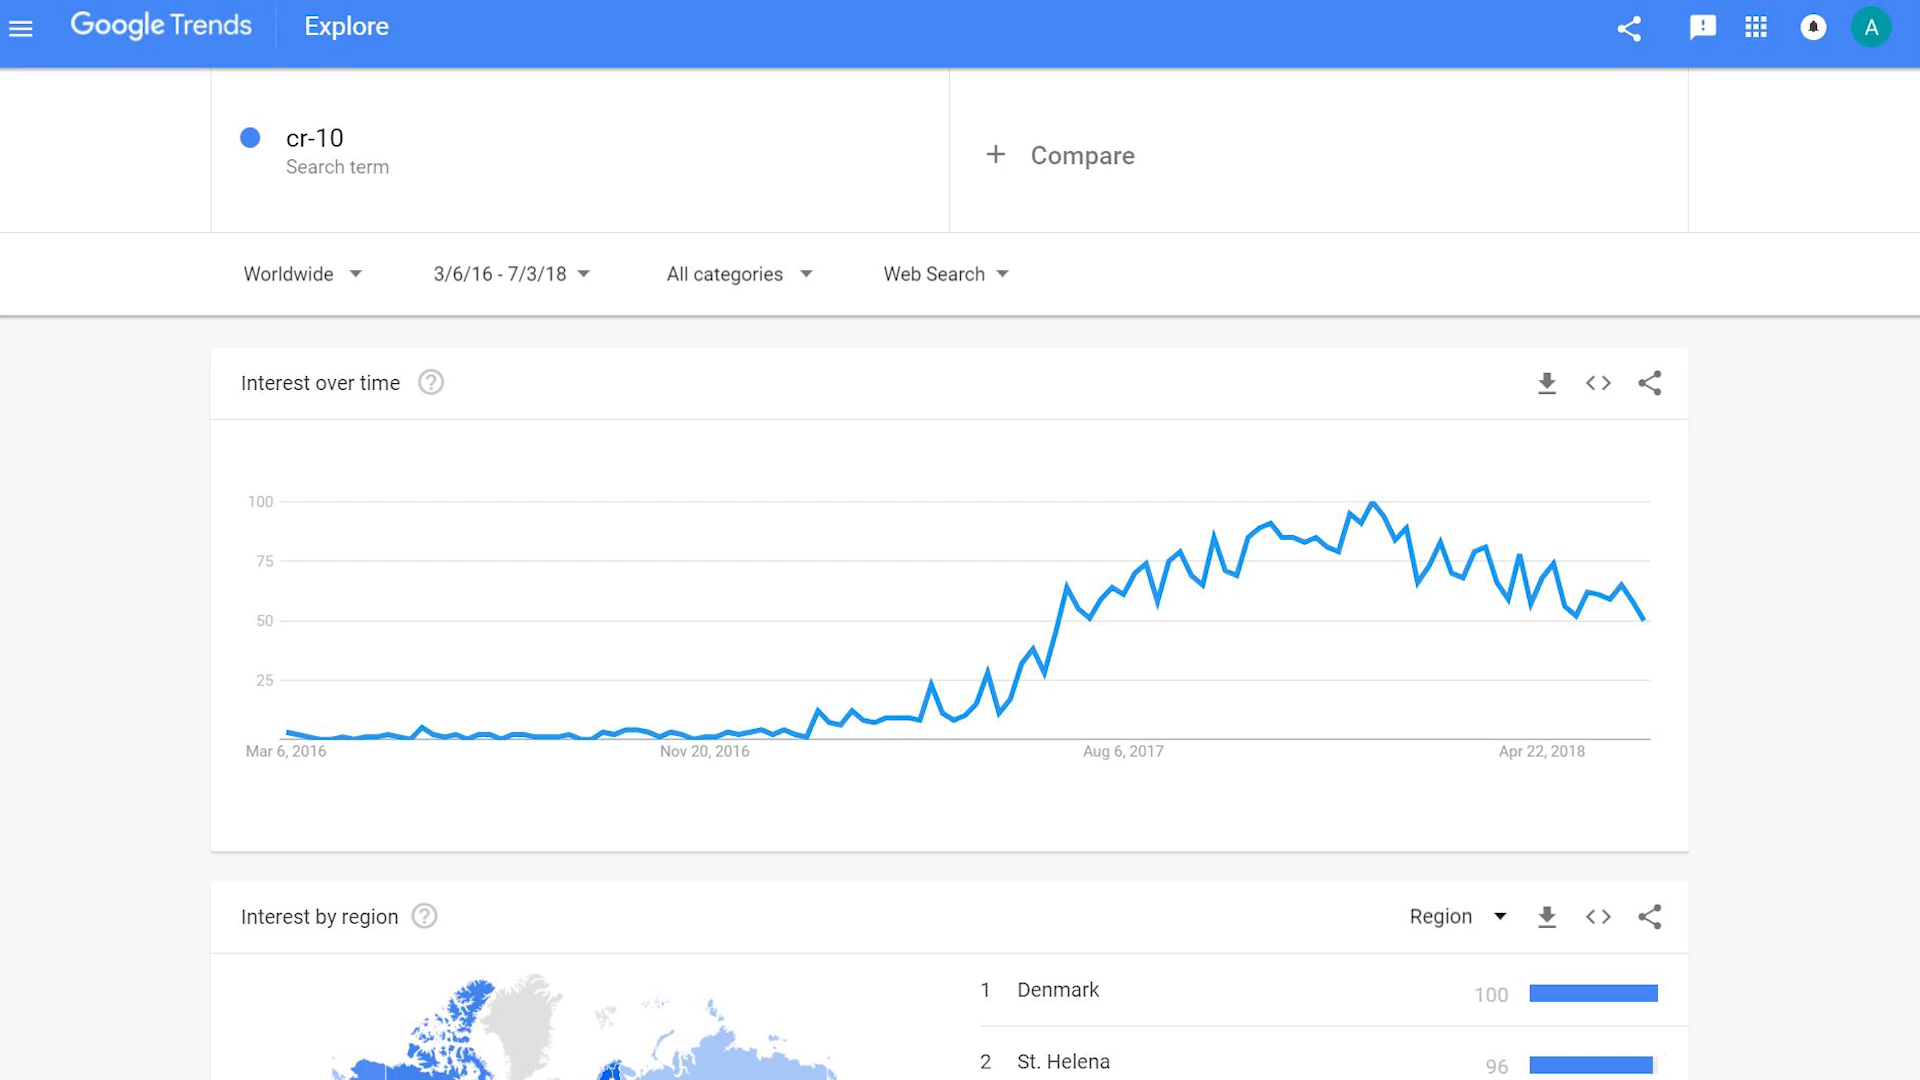 Google Trends Explore A
cr-10
Search term
+ Compare
Worldwide 3/6/16 - 7/3/18 All categories Web Search
Interest over time ?
100
75
50
25
Mar 6, 2016 Nov 20, 2016 Aug 6, 2017 Apr 22, 2018
Interest by region ? Region
1 Denmark 100
2 St. Helena 96